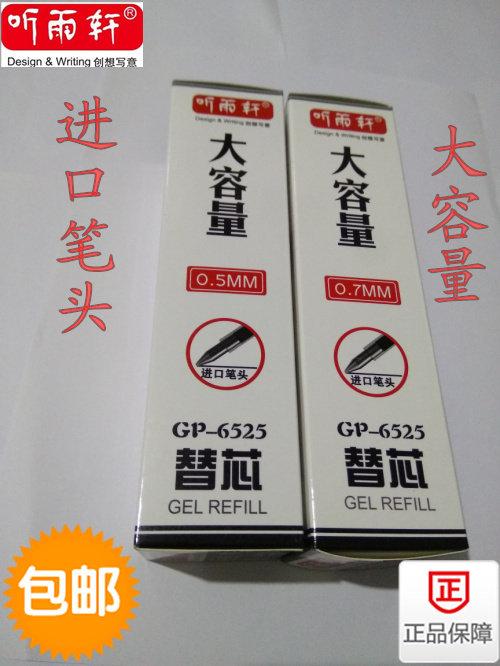 听雨轩®
Design & Writing 创想写意
进口笔头
大容量
听雨轩®
Design & Writing 创想写意
大容量
0.5MM
进口笔头
GP-6525
替芯
GEL REFILL
听雨轩®
Design & Writing 创想写意
大容量
0.7MM
进口笔头
GP-6525
替芯
GEL REFILL
包邮
正
正品保障